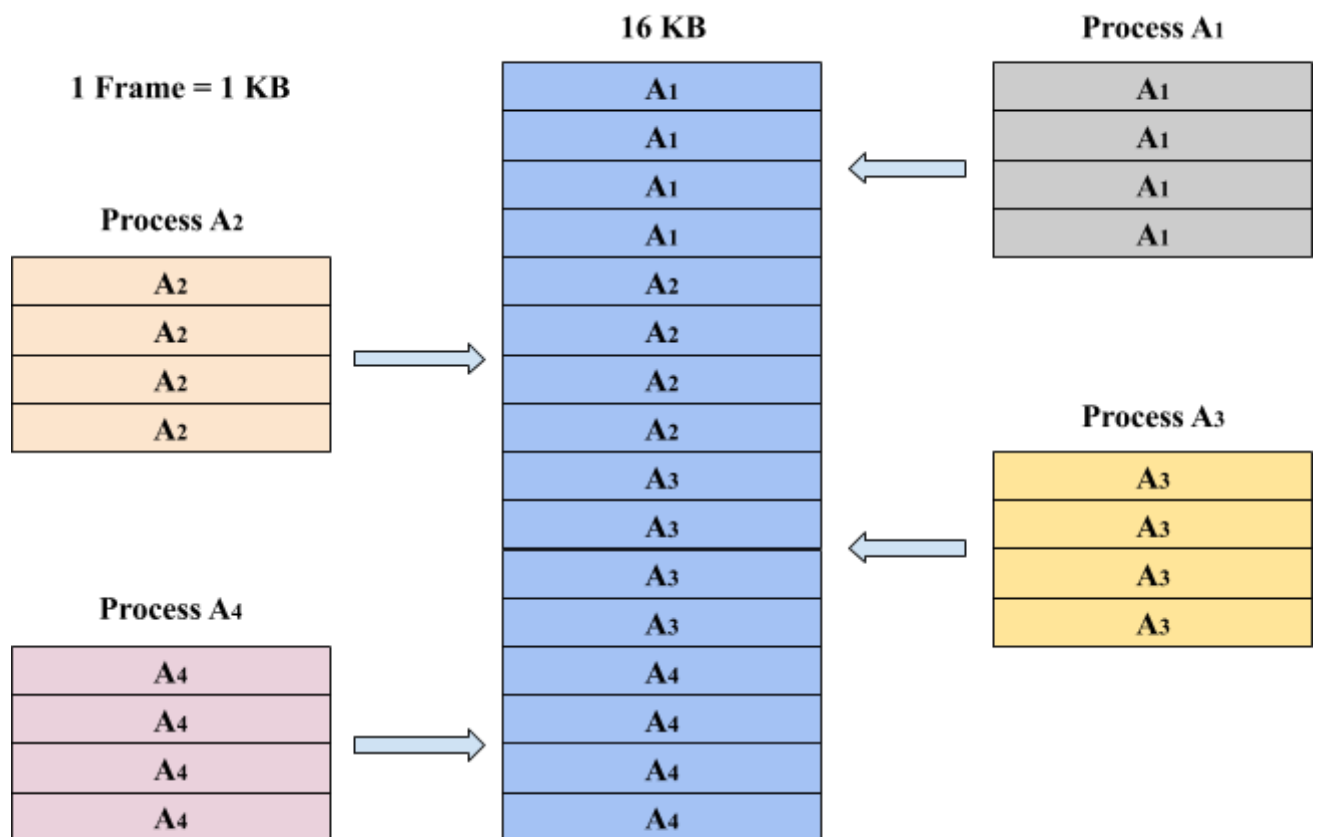 16 KB
Process A1
1 Frame = 1 KB
A1
A1
A1
A1
A1
A1
A1
A1
Process A2
A2
A2
A2
A2
A2
A2
A2
A2
Process A3
A3
A3
A3
A3
A3
A3
A3
A3
Process A4
A4
A4
A4
A4
A4
A4
A4
A4